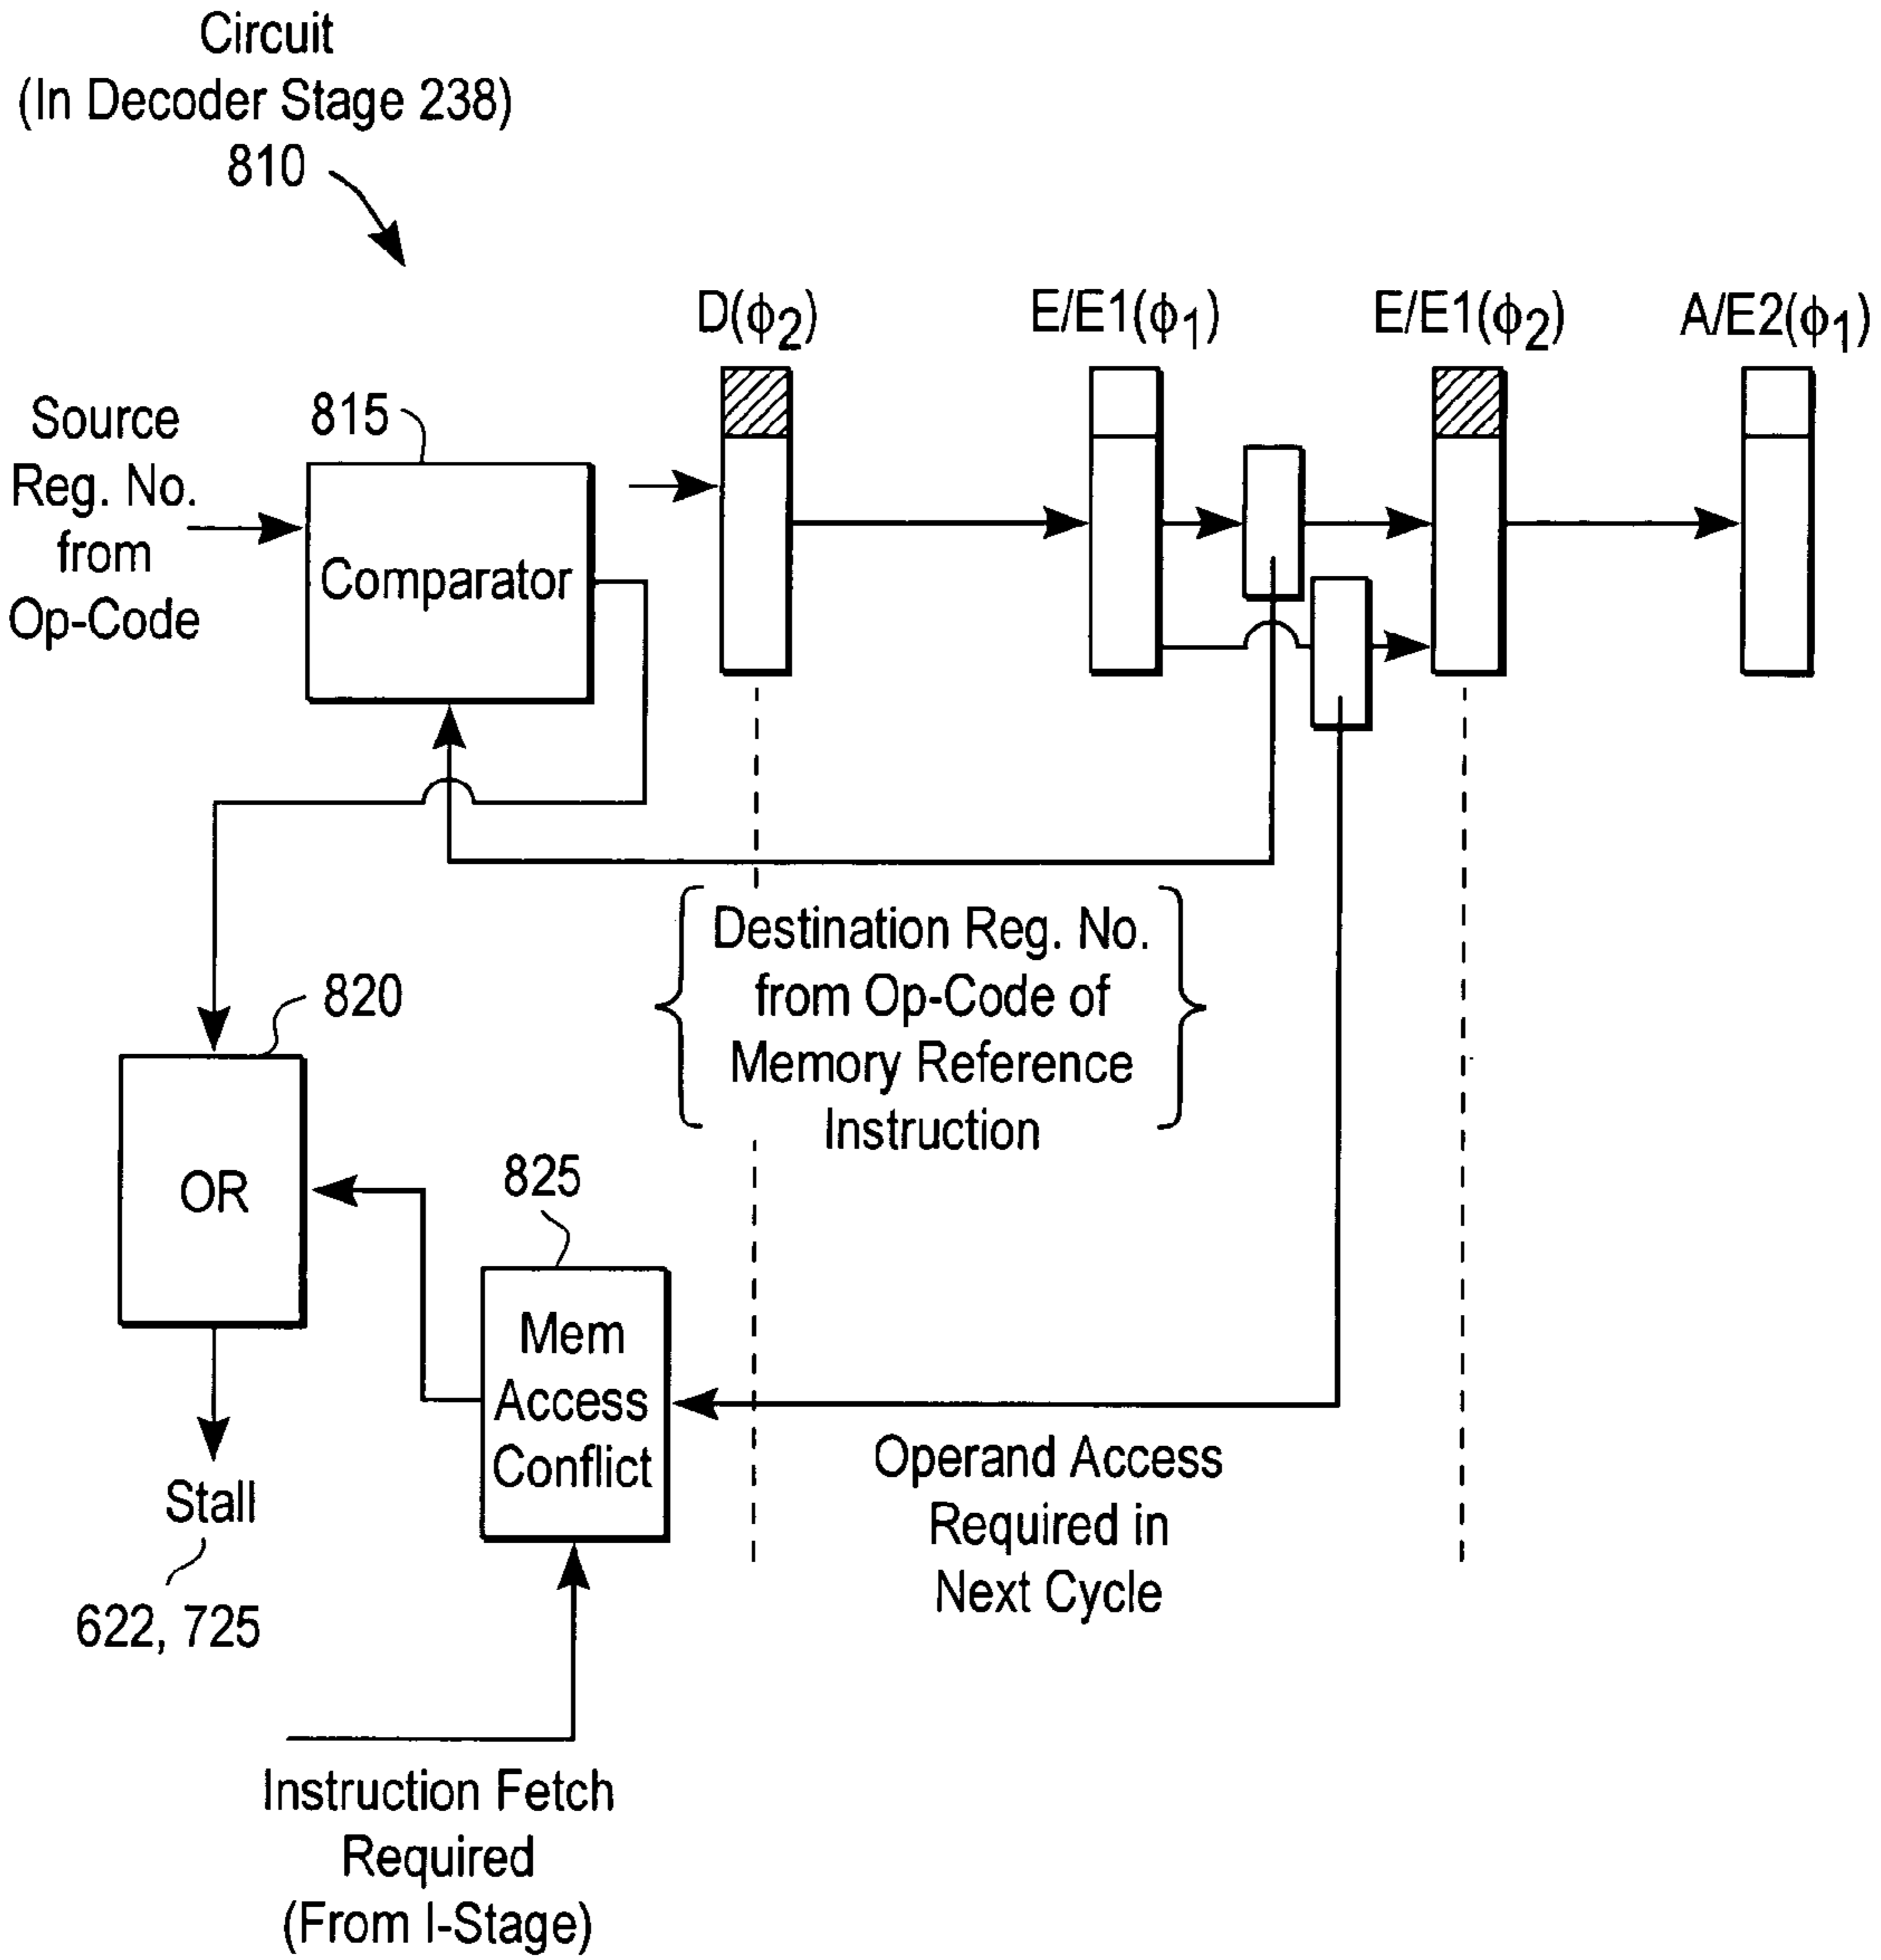 Circuit
(In Decoder Stage 238)
810
D(ϕ2)
E/E1(ϕ1)
E/E1(ϕ2)
A/E2(ϕ1)
Source
Reg. No.
from
Op-Code
815
Comparator
Destination Reg. No.
from Op-Code of
Memory Reference
Instruction
820
OR
825
Mem
Access
Conflict
Operand Access
Required in
Next Cycle
Stall
622, 725
Instruction Fetch
Required
(From I-Stage)